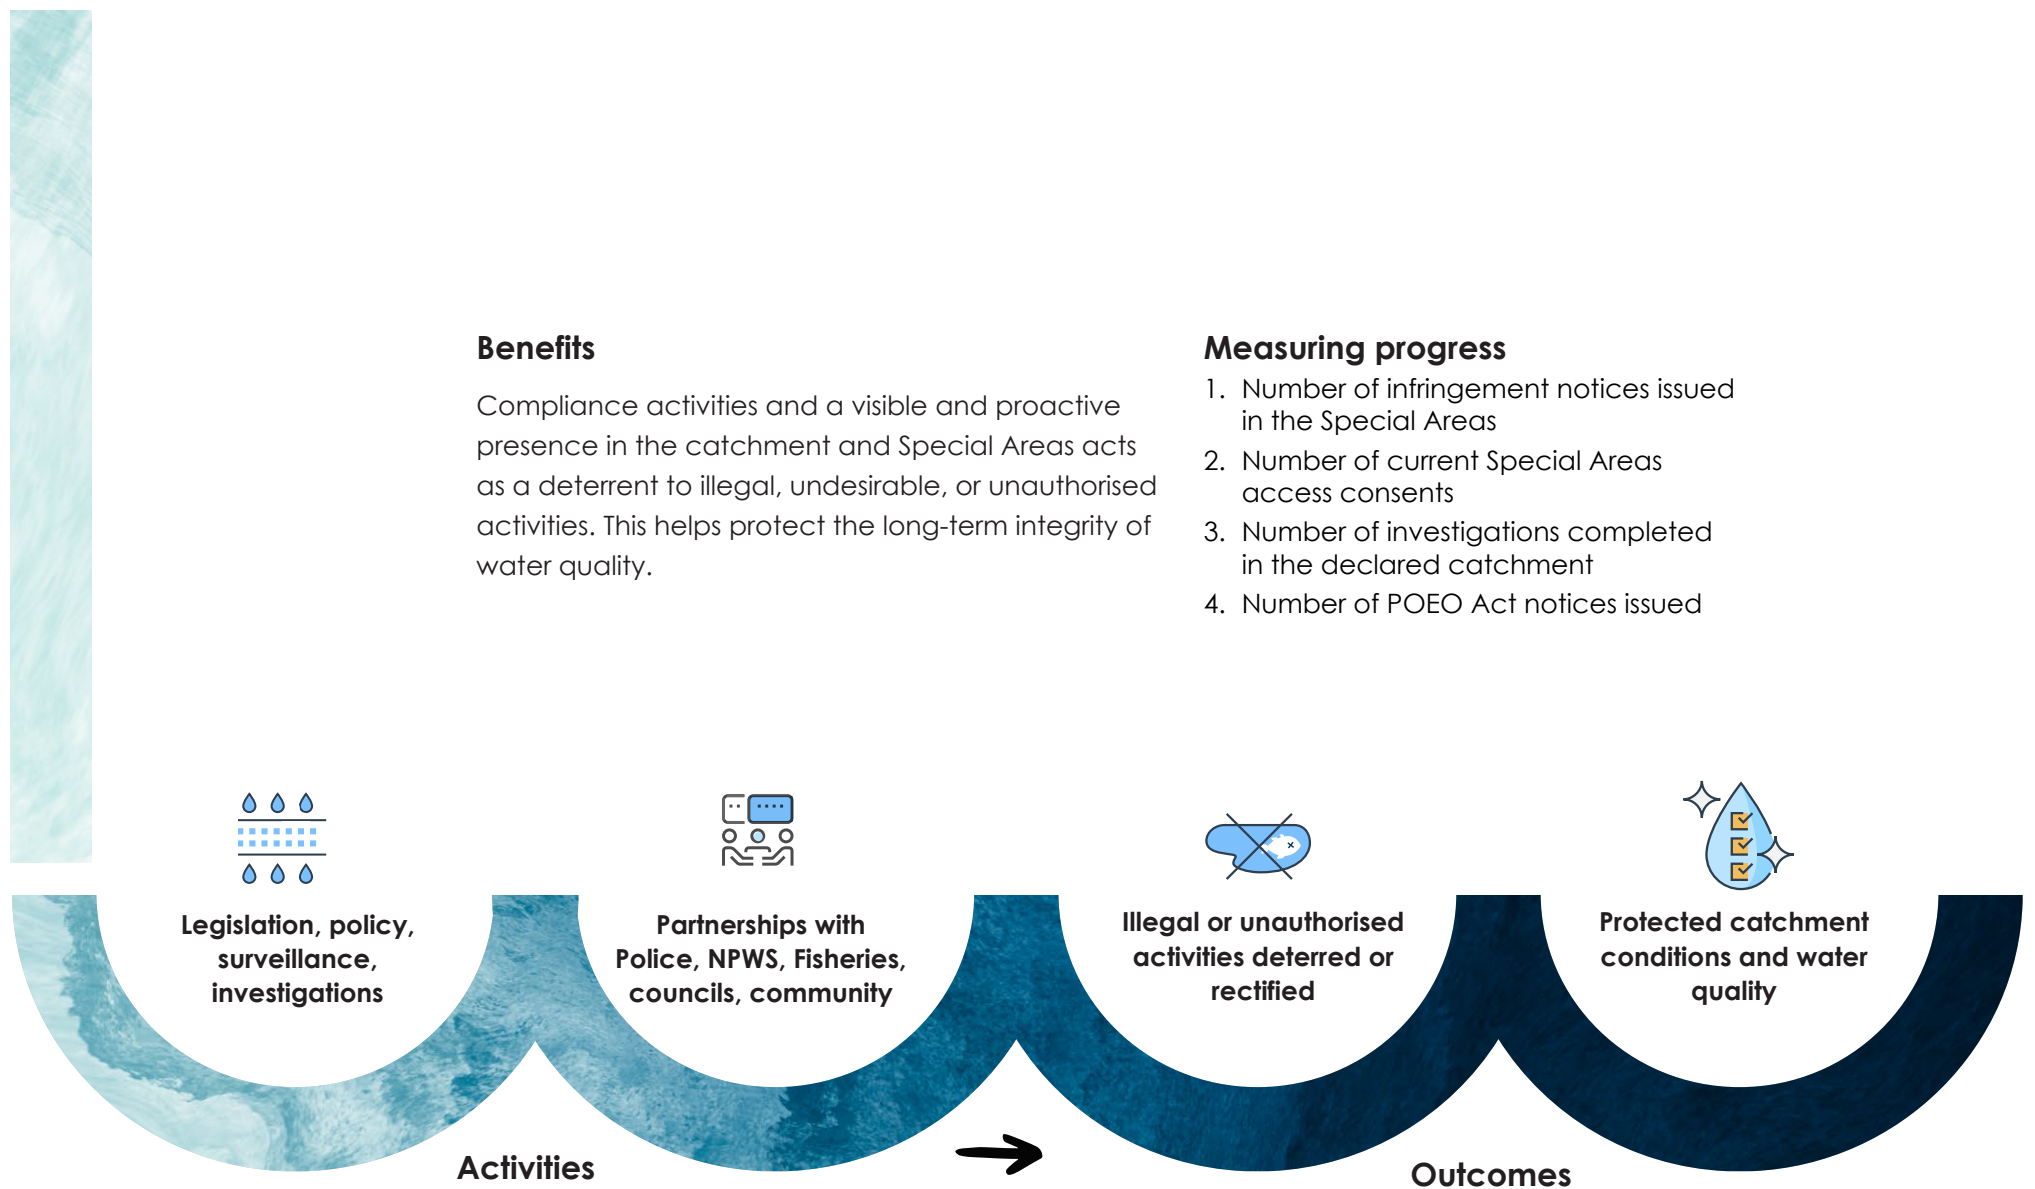 Benefits
Compliance activities and a visible and proactive
presence in the catchment and Special Areas acts
as a deterrent to illegal, undesirable, or unauthorised
activities. This helps protect the long-term integrity of
water quality.
Measuring progress
1. Number of infringement notices issued
in the Special Areas
2. Number of current Special Areas
access consents
3. Number of investigations completed
in the declared catchment
4. Number of POEO Act notices issued
Legislation, policy,
surveillance,
investigations
Partnerships with
Police, NPWS, Fisheries,
councils, community
Illegal or unauthorised
activities deterred or
rectified
Protected catchment
conditions and water
quality
Activities
Outcomes